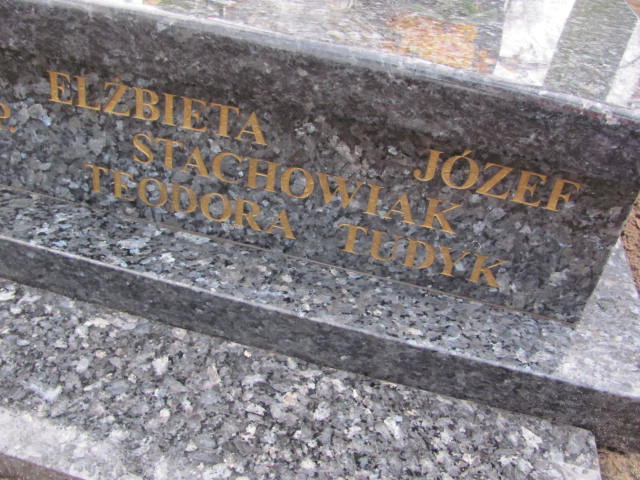 P. ELŻBIETA JÓZEF
STACHOWIAK
TEODORA TUDYK